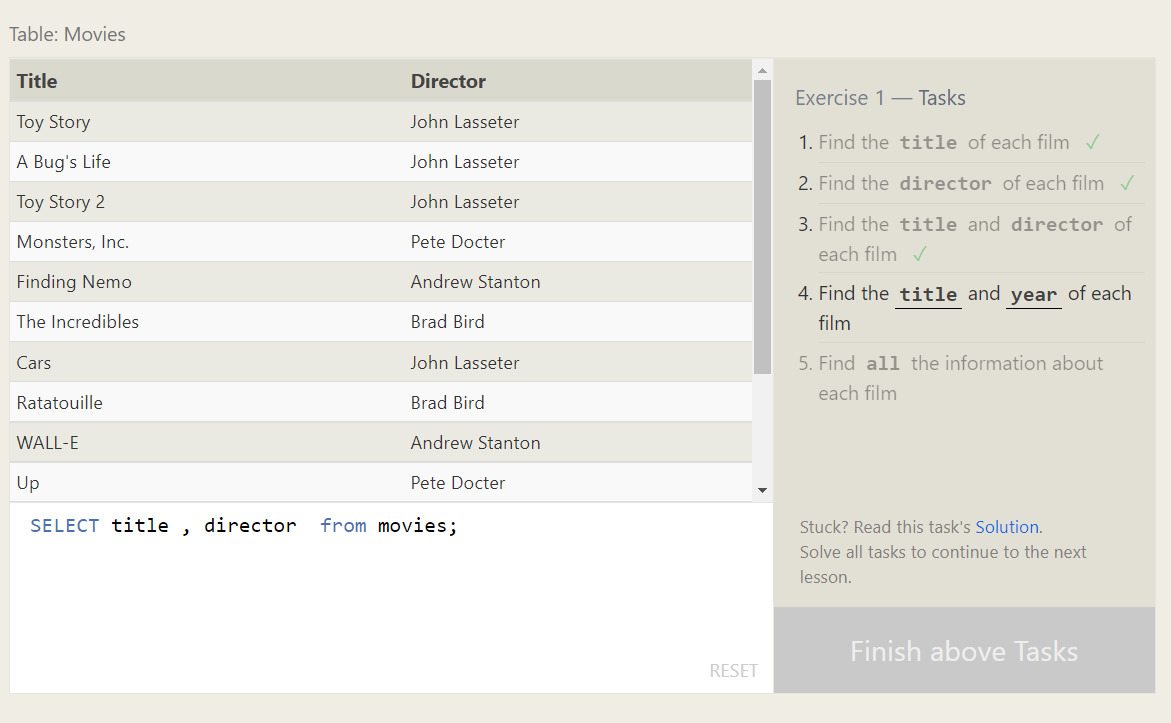 Table: Movies
Title Director
Toy Story John Lasseter
A Bug's Life John Lasseter
Toy Story 2 John Lasseter
Monsters, Inc. Pete Docter
Finding Nemo Andrew Stanton
The Incredibles Brad Bird
Cars John Lasseter
Ratatouille Brad Bird
WALL-E Andrew Stanton
Up Pete Docter
SELECT title , director  from movies;
RESET
Exercise 1 — Tasks
1. Find the title of each film ✓
2. Find the director of each film ✓
3. Find the title and director of
each film ✓
4. Find the title and year of each
film
5. Find all the information about
each film
Stuck? Read this task's Solution.
Solve all tasks to continue to the next
lesson.
Finish above Tasks